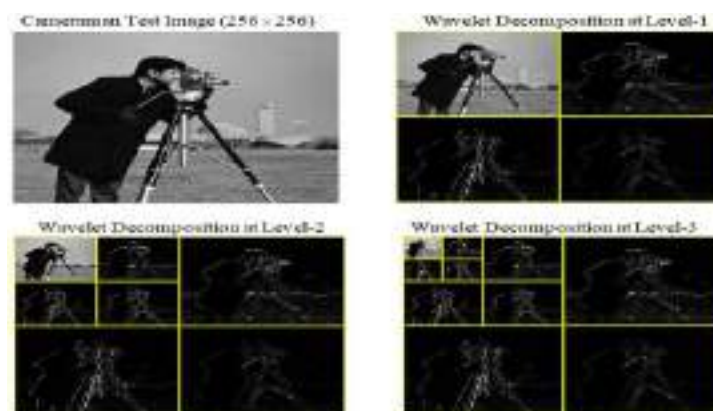 Cameraman Test Image (256 × 256)
Wavelet Decomposition at Level-1
Wavelet Decomposition at Level-2
Wavelet Decomposition at Level-3